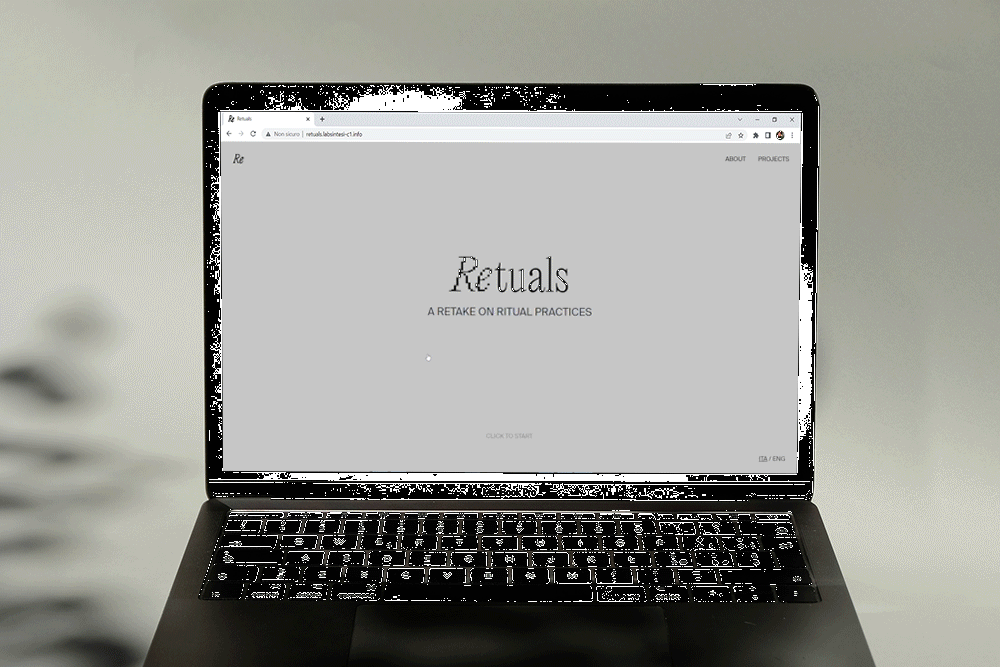 Retuals
Non sicuro | retuals.labsintesi-c1.info
Re
ABOUT
PROJECTS
Retuals
A RETAKE ON RITUAL PRACTICES
CLICK TO START
ITA / ENG